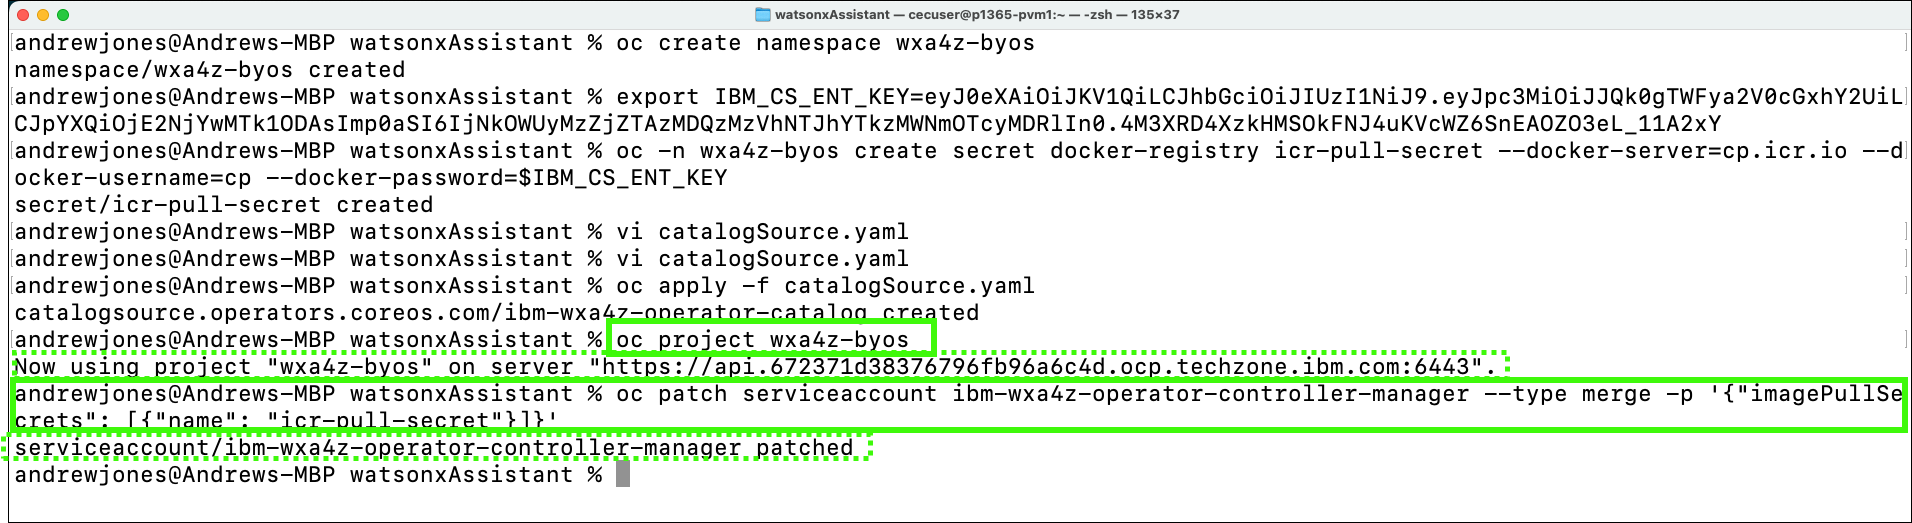 watsonxAssistant — cecuser@p1365-pvm1:~ — -zsh — 135×37
andrewjones@Andrews-MBP watsonxAssistant % oc create namespace wxa4z-byos
namespace/wxa4z-byos created
andrewjones@Andrews-MBP watsonxAssistant % export IBM_CS_ENT_KEY=eyJ0eXAiOiJKV1QiLCJhbGciOiJIUzI1NiJ9.eyJpc3MiOiJJQk0gTWFya2V0cGxhY2UiL
CJpYXQiOjE2NjYwMTk1ODAsImp0aSI6IjNkOWUyMzZjZTAzMDQzMzVhNTJhYTkzMWNmOTcyMDRlIn0.4M3XRD4XzkHMSOkFNJ4uKVcWZ6SnEAOZO3eL_11A2xY
andrewjones@Andrews-MBP watsonxAssistant % oc -n wxa4z-byos create secret docker-registry icr-pull-secret --docker-server=cp.icr.io --d
ocker-username=cp --docker-password=$IBM_CS_ENT_KEY
secret/icr-pull-secret created
andrewjones@Andrews-MBP watsonxAssistant % vi catalogSource.yaml
andrewjones@Andrews-MBP watsonxAssistant % vi catalogSource.yaml
andrewjones@Andrews-MBP watsonxAssistant % oc apply -f catalogSource.yaml
catalogsource.operators.coreos.com/ibm-wxa4z-operator-catalog created
andrewjones@Andrews-MBP watsonxAssistant % oc project wxa4z-byos
Now using project "wxa4z-byos" on server "https://api.672371d38376796fb96a6c4d.ocp.techzone.ibm.com:6443".
andrewjones@Andrews-MBP watsonxAssistant % oc patch serviceaccount ibm-wxa4z-operator-controller-manager --type merge -p '{"imagePullSe
crets": [{"name": "icr-pull-secret"}]}'
serviceaccount/ibm-wxa4z-operator-controller-manager patched
andrewjones@Andrews-MBP watsonxAssistant %